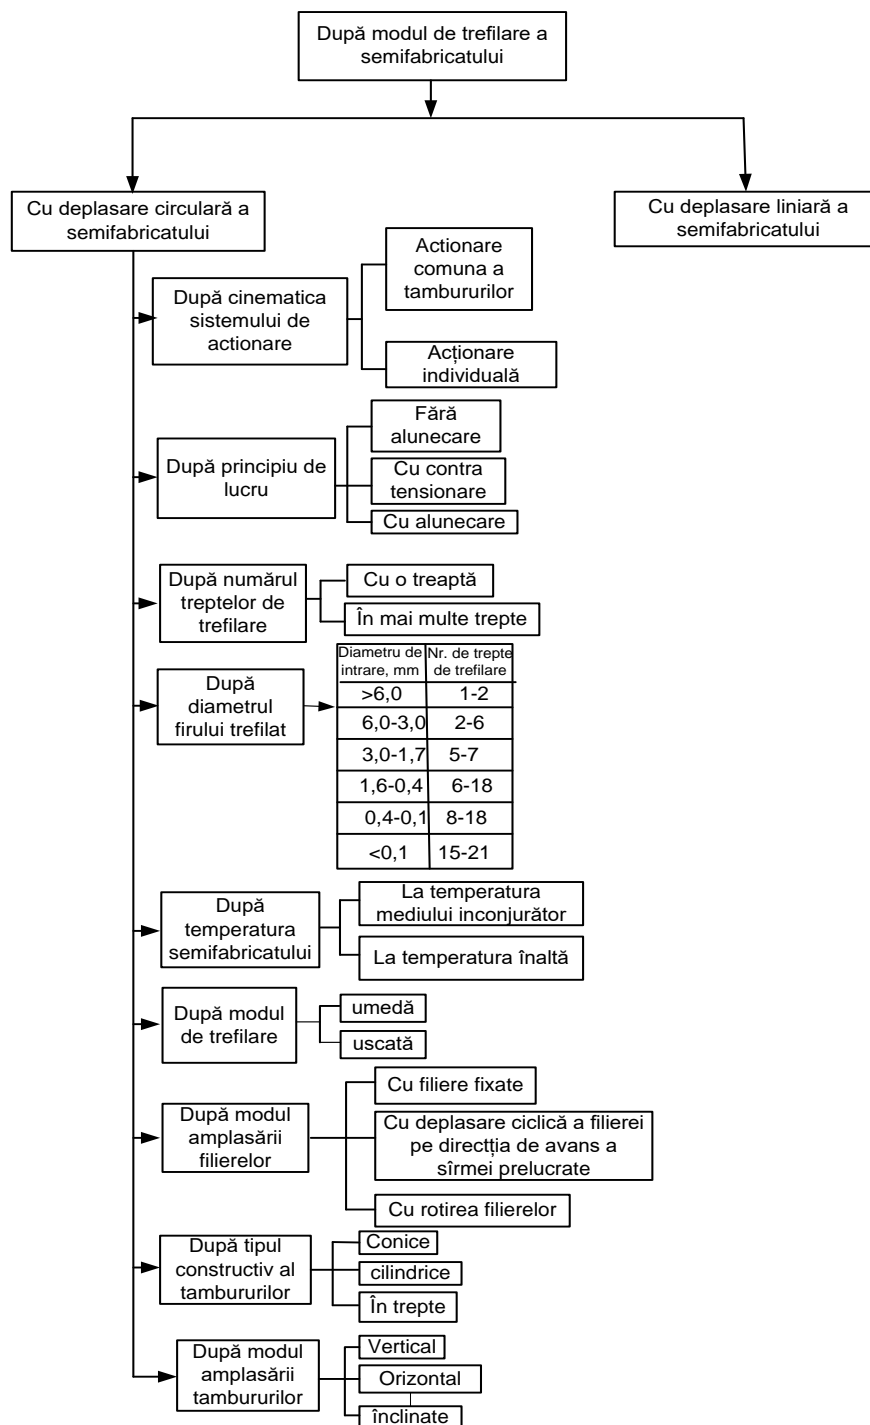 După modul de trefilare a
semifabricatului
Cu deplasare circulară a
semifabricatului
Cu deplasare liniară a
semifabricatului
După cinematica
sistemului de
actionare
Actionare
comuna a
tamburilor
Acționare
individuală
După principiu de
lucru
Fără
alunecare
Cu contra
tensionare
Cu alunecare
După numărul
treptelor de
trefilare
Cu o treaptă
În mai multe trepte
După
diametrul
firului trefilat
Diametru de
intrare, mm
Nr. de trepte
de trefilare
>6,0 1-2
6,0-3,0 2-6
3,0-1,7 5-7
1,6-0,4 6-18
0,4-0,1 8-18
<0,1 15-21
După
temperatura
semifabricatului
La temperatura
mediului inconjurător
La temperatura înaltă
După modul
de trefilare
umedă
uscată
După modul
amplasării
filierelor
Cu filiere fixate
Cu deplasare ciclică a filierei
pe directția de avans a
sîrmei prelucrate
Cu rotirea filierelor
După tipul
constructiv al
tambururilor
Conice
cilindrice
În trepte
După modul
amplasării
tambururilor
Vertical
Orizontal
înclinate